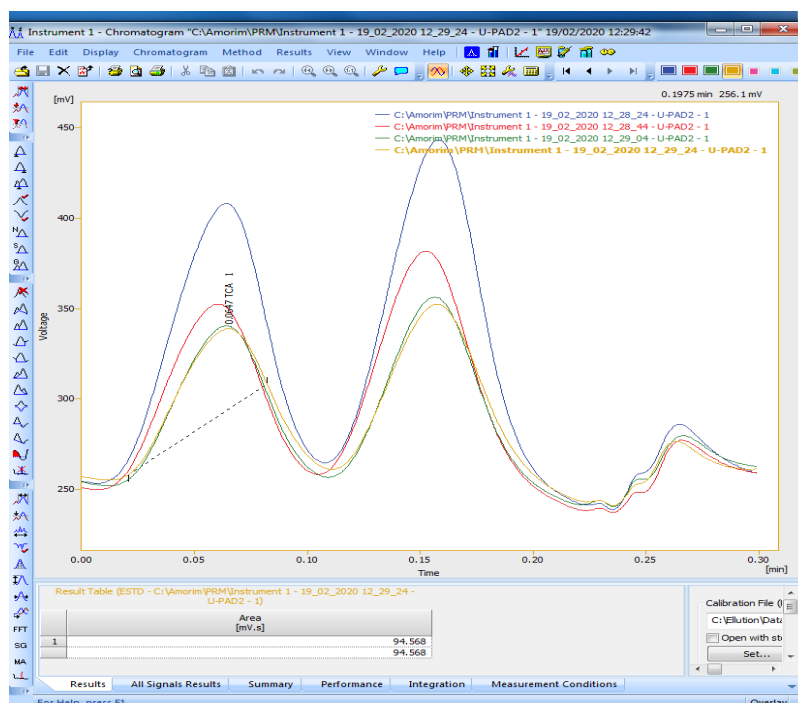 Instrument 1 - Chromatogram "C:\Amorim\PRM\Instrument 1 - 19_02_2020 12_29_24 - U-PAD2 - 1" 19/02/2020 12:29:42
File Edit Display Chromatogram Method Results View Window Help
0.1975 min 256.1 mV
[mV]
C:\Amorim\PRM\Instrument 1 - 19_02_2020 12_28_24 - U-PAD2 - 1
C:\Amorim\PRM\Instrument 1 - 19_02_2020 12_28_44 - U-PAD2 - 1
C:\Amorim\PRM\Instrument 1 - 19_02_2020 12_29_04 - U-PAD2 - 1
C:\Amorim\PRM\Instrument 1 - 19_02_2020 12_29_24 - U-PAD2 - 1
450
400
350
300
250
Voltage
0.0647 TCA 1
0.00 0.05 0.10 0.15 0.20 0.25 0.30
Time
[min]
Result Table (ESTD - C:\Amorim\PRM\Instrument 1 - 19_02_2020 12_29_24 -
U-PAD2 - 1)
Area
[mV.s]
1 94.568
94.568
Calibration File (
C:\Ellution\Data
Open with
Set...
FFT
SG
MA
Results All Signals Results Summary Performance Integration Measurement Conditions
For Help, press F1
Overlay